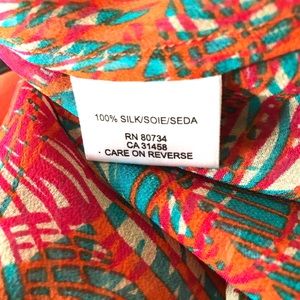 100% SILK/SOIE/SEDA
RN 80734
CA 31458
· CARE ON REVERSE